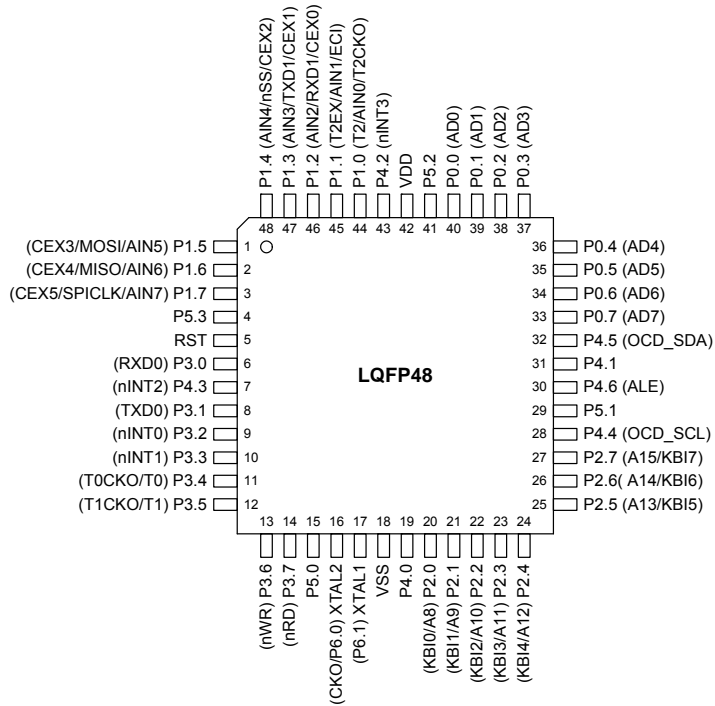 P1.4 (AIN4/nSS/CEX2)
P1.3 (AIN3/TXD1/CEX1)
P1.2 (AIN2/RXD1/CEX0)
P1.1 (T2EX/AIN1/ECI)
P1.0 (T2/AIN0/T2CKO)
P4.2 (nINT3)
VDD
P5.2
P0.0 (AD0)
P0.1 (AD1)
P0.2 (AD2)
P0.3 (AD3)
48 47 46 45 44 43 42 41 40 39 38 37
(CEX3/MOSI/AIN5) P1.5 1
(CEX4/MISO/AIN6) P1.6 2
(CEX5/SPICLK/AIN7) P1.7 3
P5.3 4
RST 5
(RXD0) P3.0 6
(nINT2) P4.3 7
(TXD0) P3.1 8
(nINT0) P3.2 9
(nINT1) P3.3 10
(T0CKO/T0) P3.4 11
(T1CKO/T1) P3.5 12
LQFP48
36 P0.4 (AD4)
35 P0.5 (AD5)
34 P0.6 (AD6)
33 P0.7 (AD7)
32 P4.5 (OCD_SDA)
31 P4.1
30 P4.6 (ALE)
29 P5.1
28 P4.4 (OCD_SCL)
27 P2.7 (A15/KBI7)
26 P2.6( A14/KBI6)
25 P2.5 (A13/KBI5)
13 14 15 16 17 18 19 20 21 22 23 24
(nWR) P3.6
(nRD) P3.7
P5.0
(CKO/P6.0) XTAL2
(P6.1) XTAL1
VSS
P4.0
(KBI0/A8) P2.0
(KBI1/A9) P2.1
(KBI2/A10) P2.2
(KBI3/A11) P2.3
(KBI4/A12) P2.4